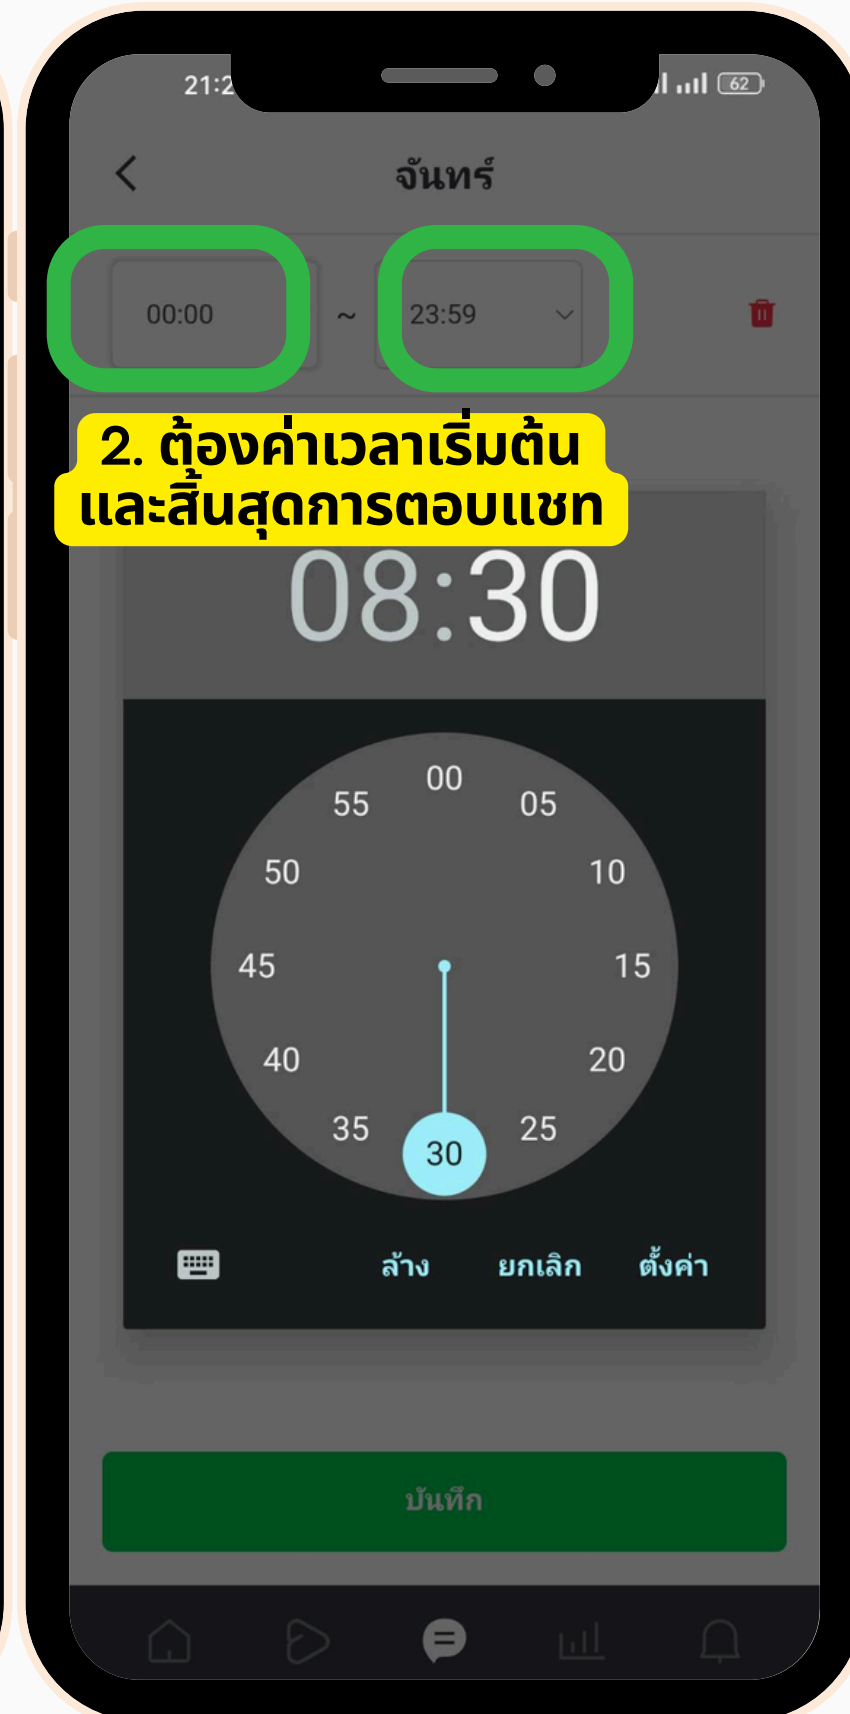 21:2
62
จันทร์
00:00 ~ 23:59
2. ต้องค่าเวลาเริ่มต้น
และสิ้นสุดการตอบแชท
08:30
00
55 05
50 10
45 15
40 20
35 25
30
ล้าง ยกเลิก ตั้งค่า
บันทึก